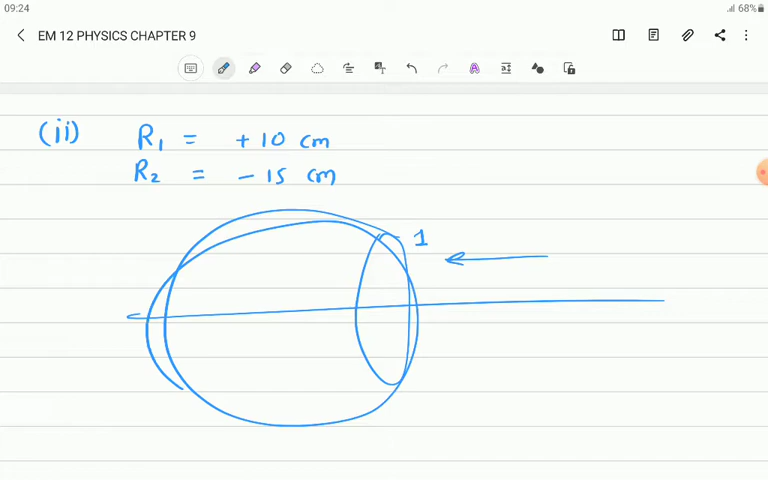 09:24
68%
EM 12 PHYSICS CHAPTER 9
(ii) R₁ = +10 cm
R₂ = -15 cm
1